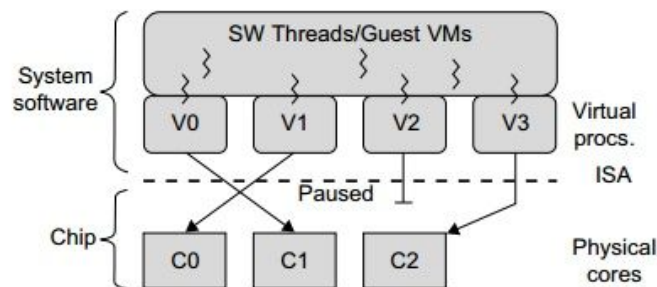 SW Threads/Guest VMs
System
software
V0
V1
V2
V3
Virtual
procs.
ISA
Paused
Chip
C0
C1
C2
Physical
cores